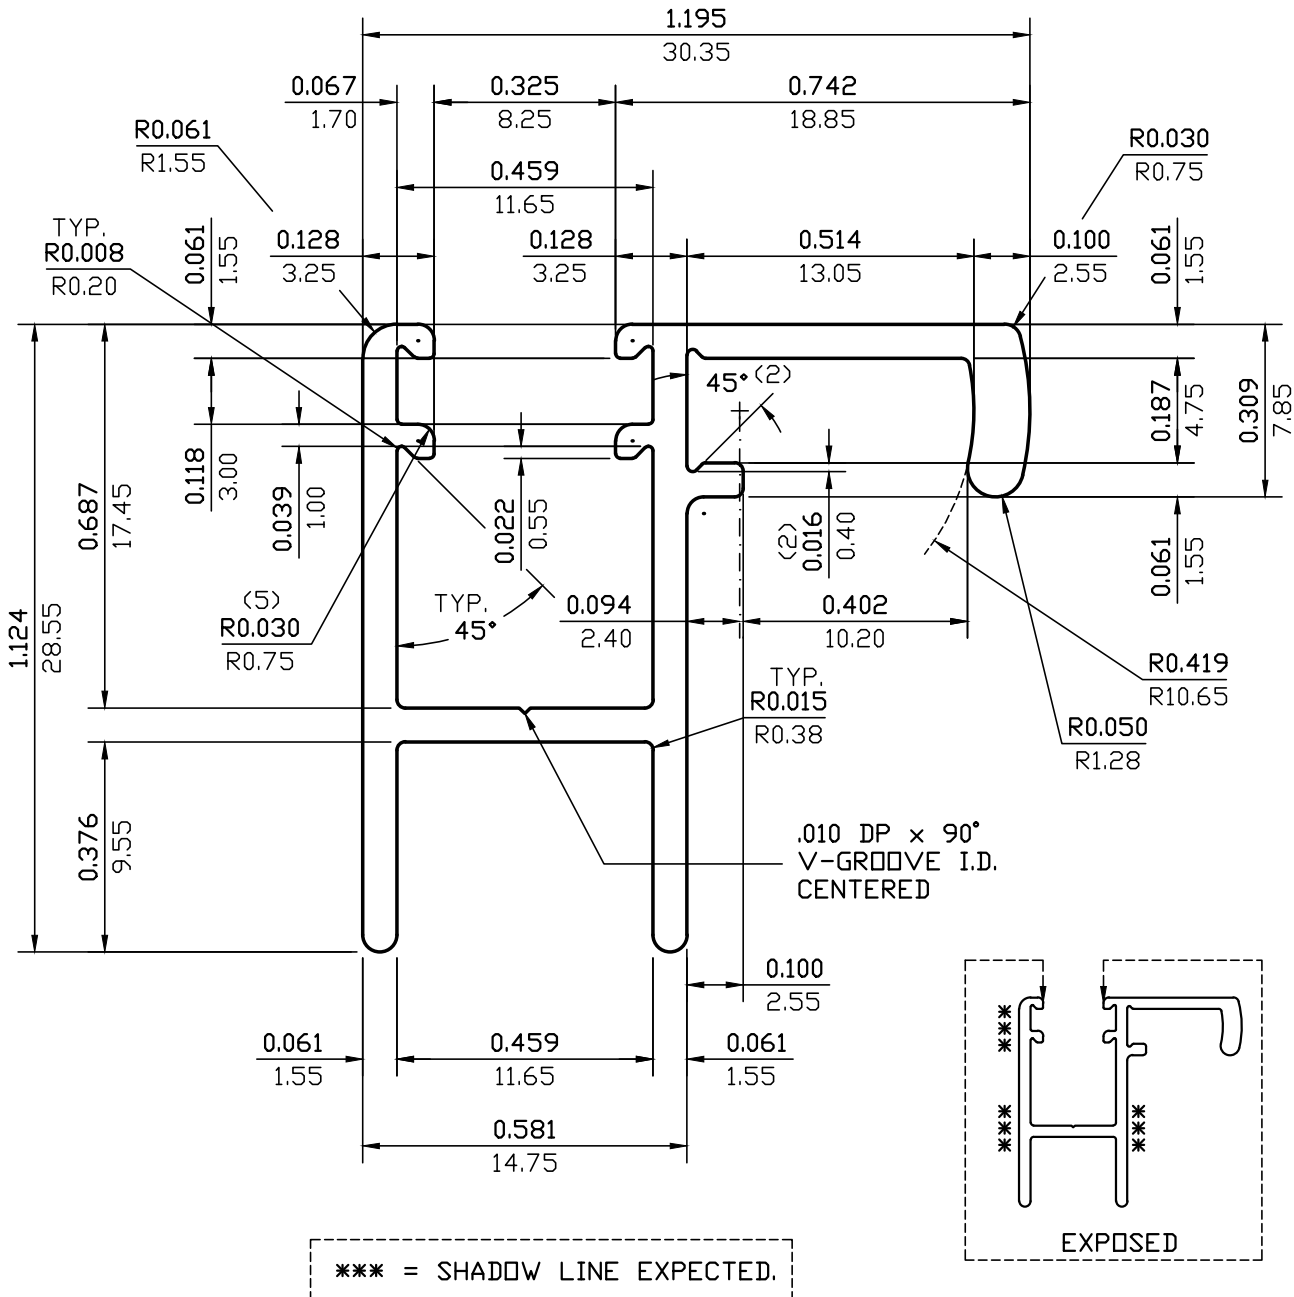 1.195
30.35
0.067
1.70
0.325
8.25
0.742
18.85
R0.061
R1.55
R0.030
R0.75
0.459
11.65
TYP.
R0.008
R0.20
0.061
1.55
0.128
3.25
0.128
3.25
0.514
13.05
0.100
2.55
0.061
1.55
45° (2)
0.187
4.75
0.309
7.85
0.118
3.00
0.039
1.00
0.687
17.45
0.022
0.55
(2)
0.016
0.40
0.061
1.55
1.124
28.55
(5)
R0.030
R0.75
TYP.
45°
0.094
2.40
0.402
10.20
R0.419
R10.65
TYP.
R0.015
R0.38
R0.050
R1.28
0.376
9.55
.010 DP x 90°
V-GROOVE I.D.
CENTERED
0.100
2.55
0.061
1.55
0.459
11.65
0.061
1.55
0.581
14.75
***
***
***
EXPOSED
*** = SHADOW LINE EXPECTED.